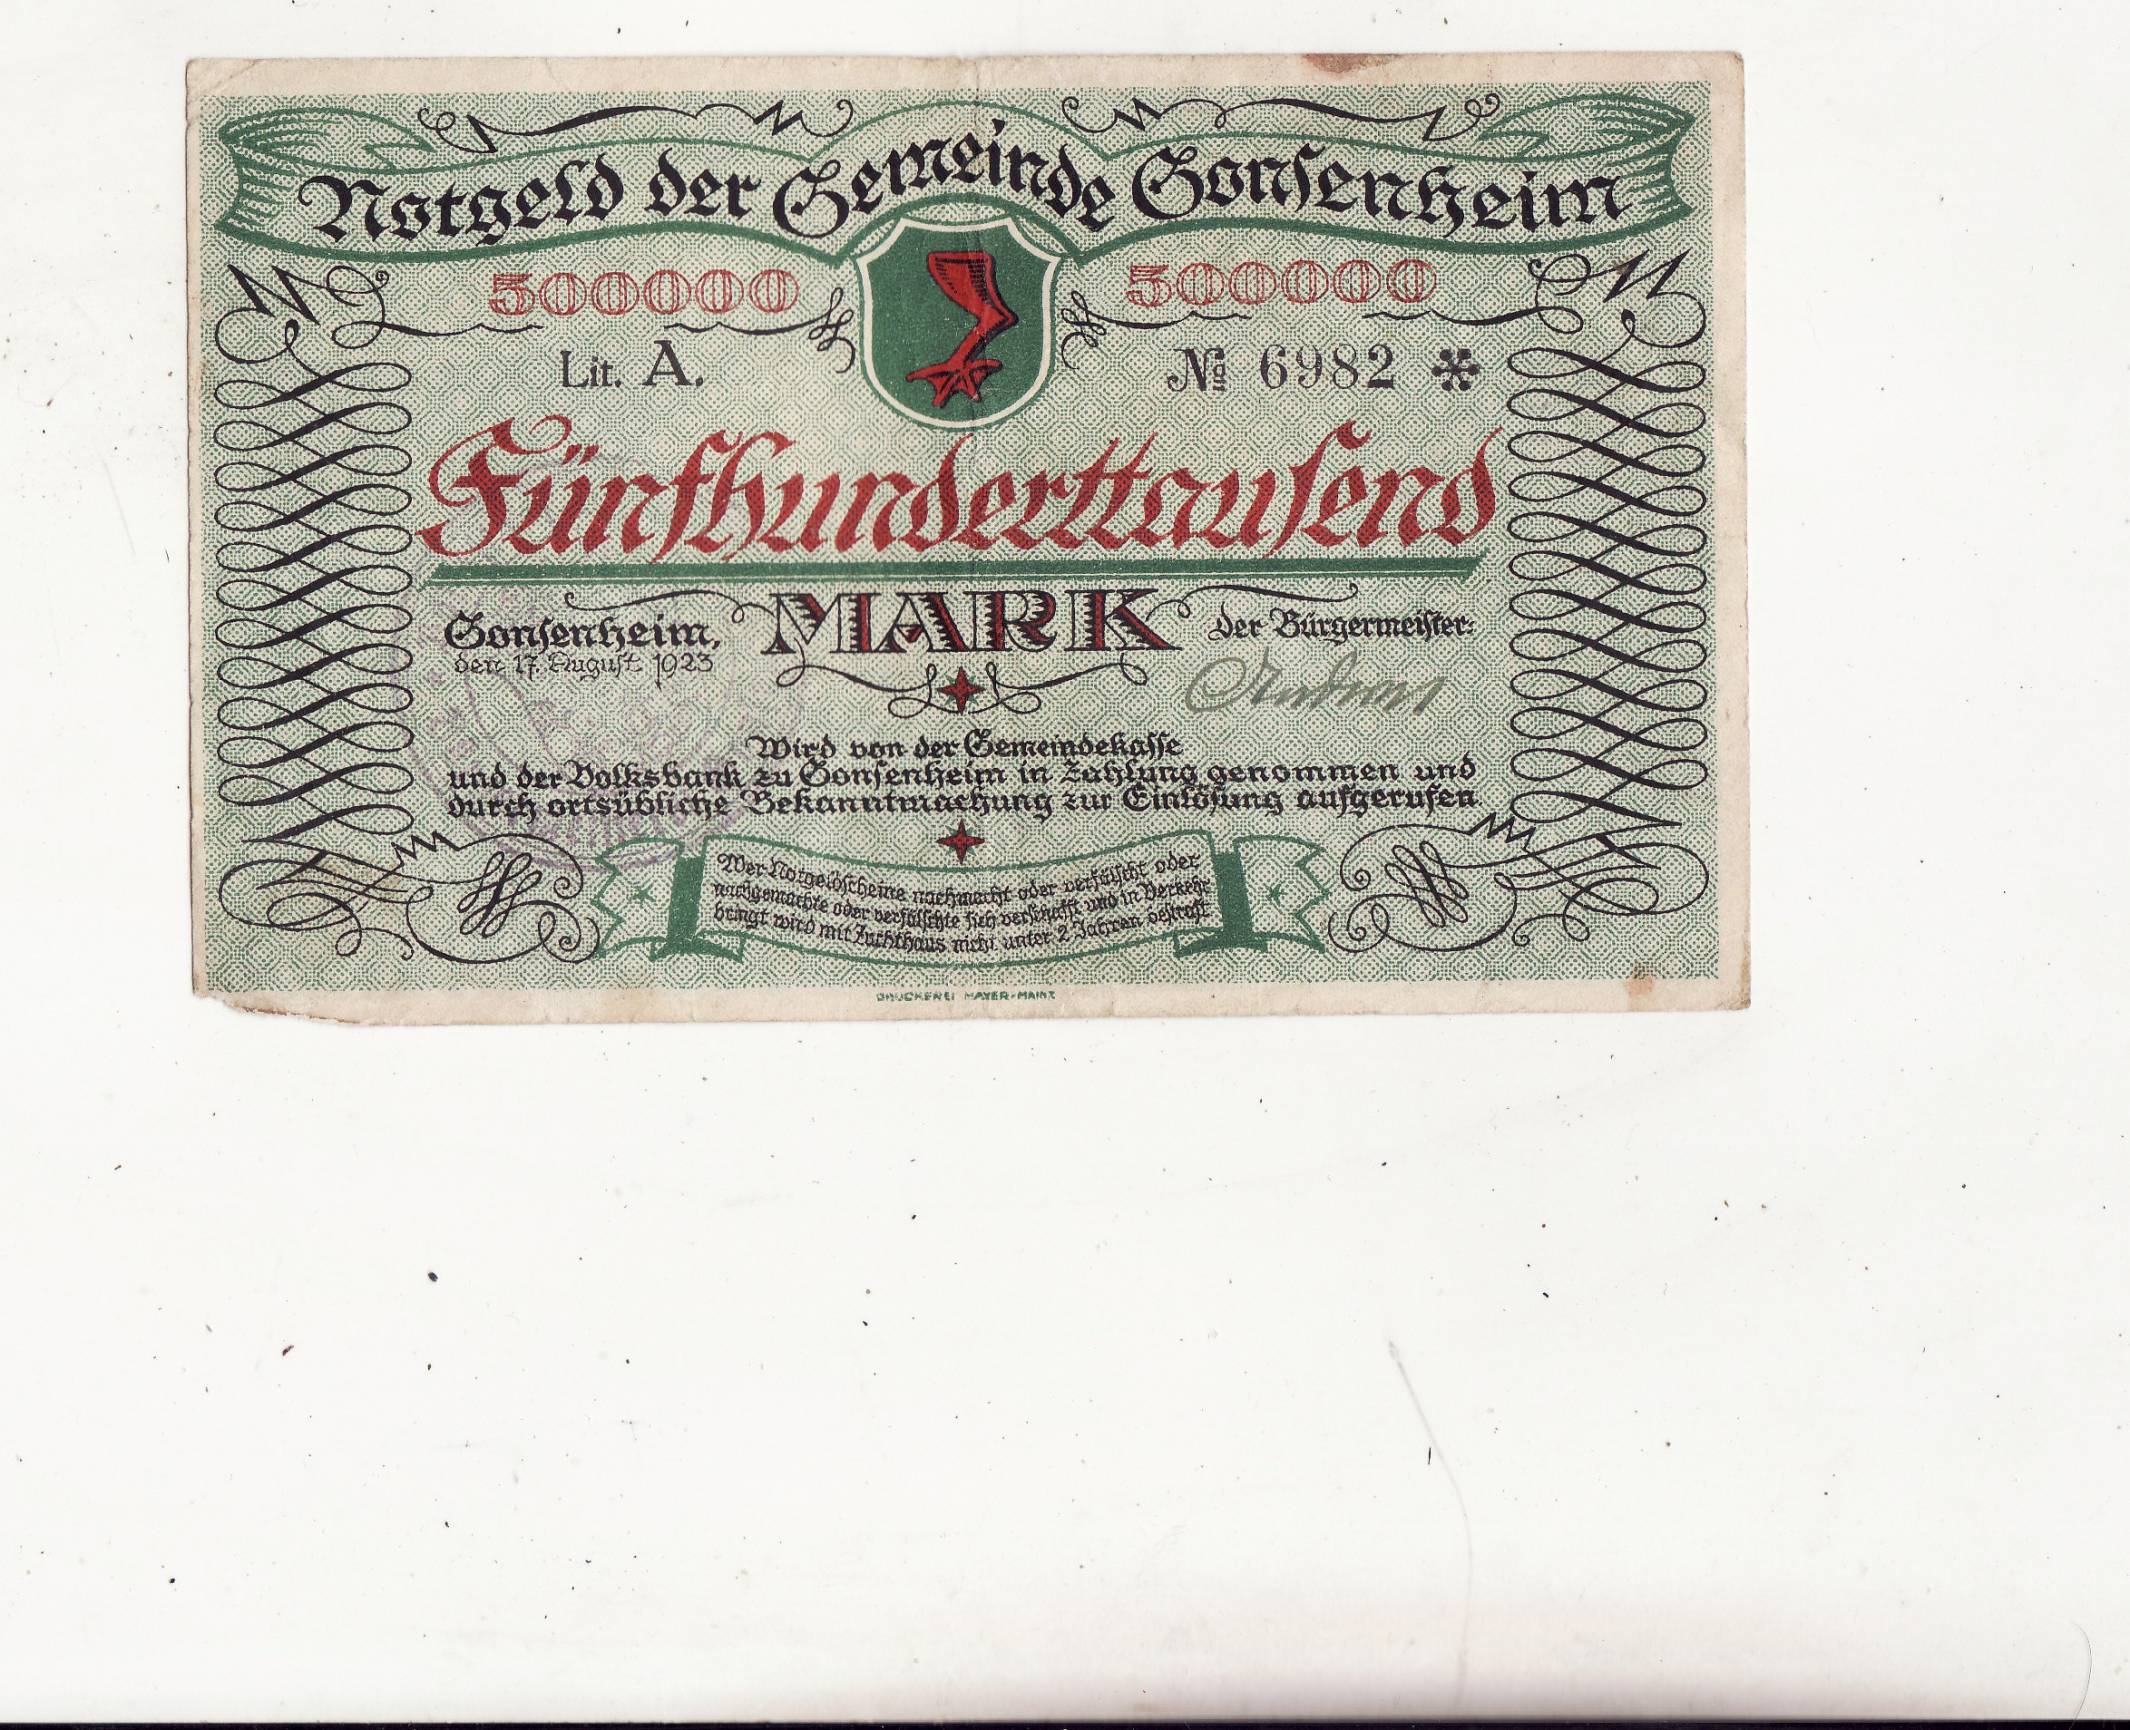 Notgeld der Gemeinde Gonsenheim
500000 500000
Lit. A. № 6982 *
Fünfhunderttausend
MARK
Gonsenheim,
den 17. August 1923
der Bürgermeister:
Wird von der Gemeindekasse
und der Volksbank zu Gonsenheim in Zahlung genommen und
durch ortsübliche Bekanntmachung zur Einlösung aufgerufen
Wer Notgeldscheine nachmacht oder verfälscht oder
nachgemachte oder verfälschte sich verschafft und in Verkehr
bringt wird mit Zuchthaus nicht unter 2 Jahren bestraft
DRUCKEREI MAYER-MAINZ